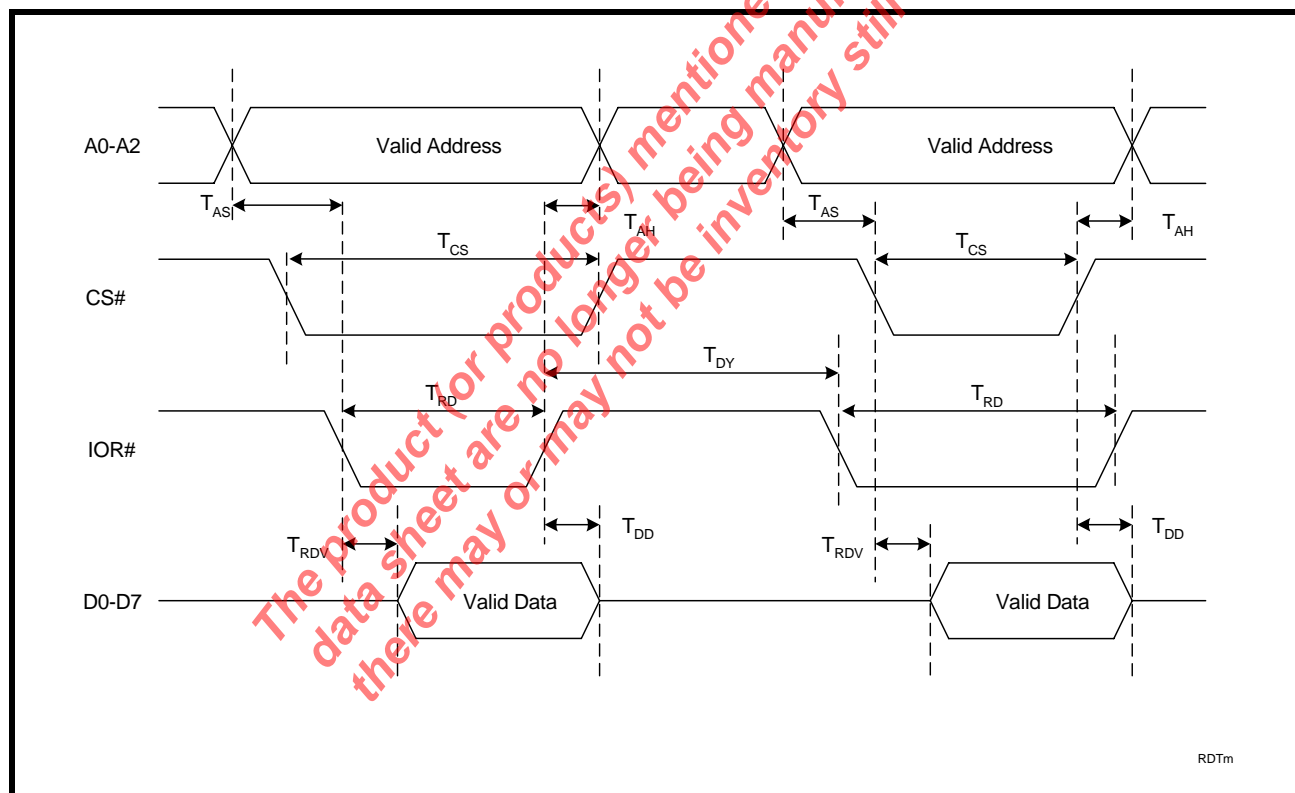 The product (or products) mentione
data sheet are no longer being manu
there may or may not be inventory still
A0-A2
Valid Address
Valid Address
TAS
TAH
TAS
TAH
TCS
TCS
CS#
TDY
TRD
TRD
IOR#
TRDV
TDD
TRDV
TDD
D0-D7
Valid Data
Valid Data
RDTm